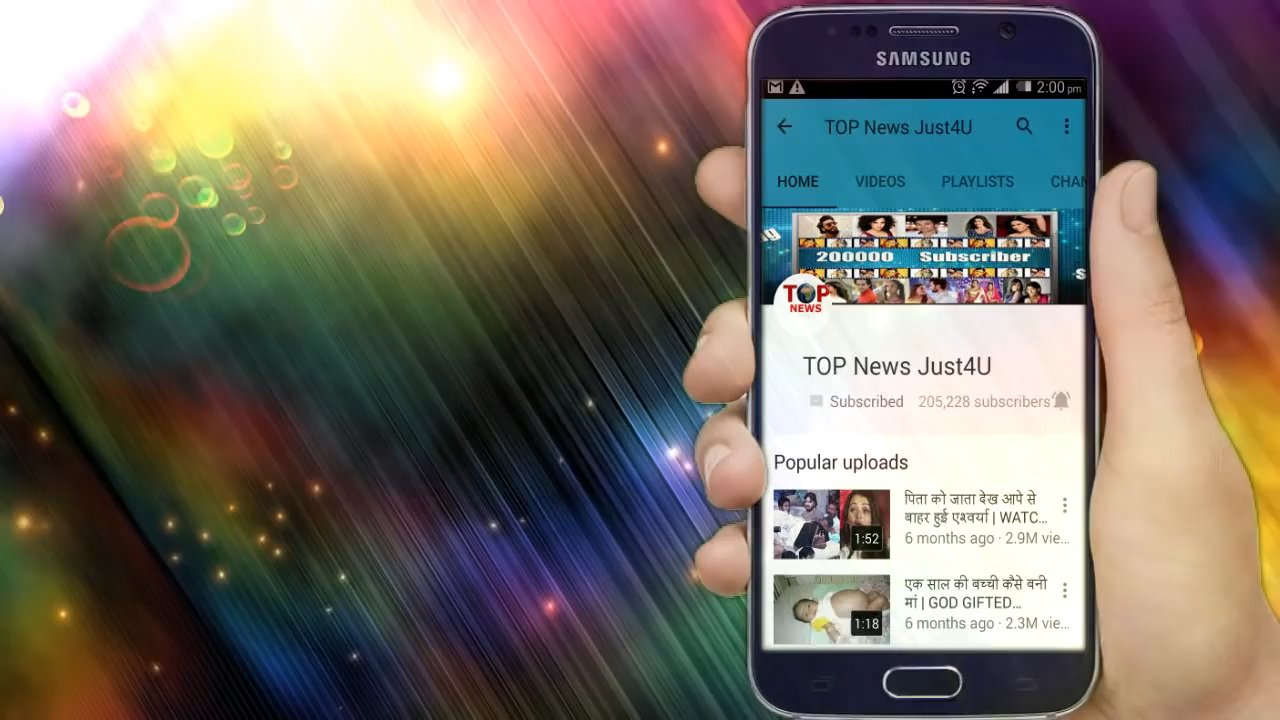 SAMSUNG
2:00 pm
TOP News Just4U
HOME VIDEOS PLAYLISTS CHAN
200000 Subscriber
TOP
NEWS
TOP News Just4U
Subscribed 205,228 subscribers
Popular uploads
पिता को जाता देख आपे से
बाहर हुई एश्वर्या | WATC...
6 months ago · 2.9M vie...
1:52
एक साल की बच्ची कैसे बनी
मां | GOD GIFTED...
6 months ago · 2.3M vie...
1:18